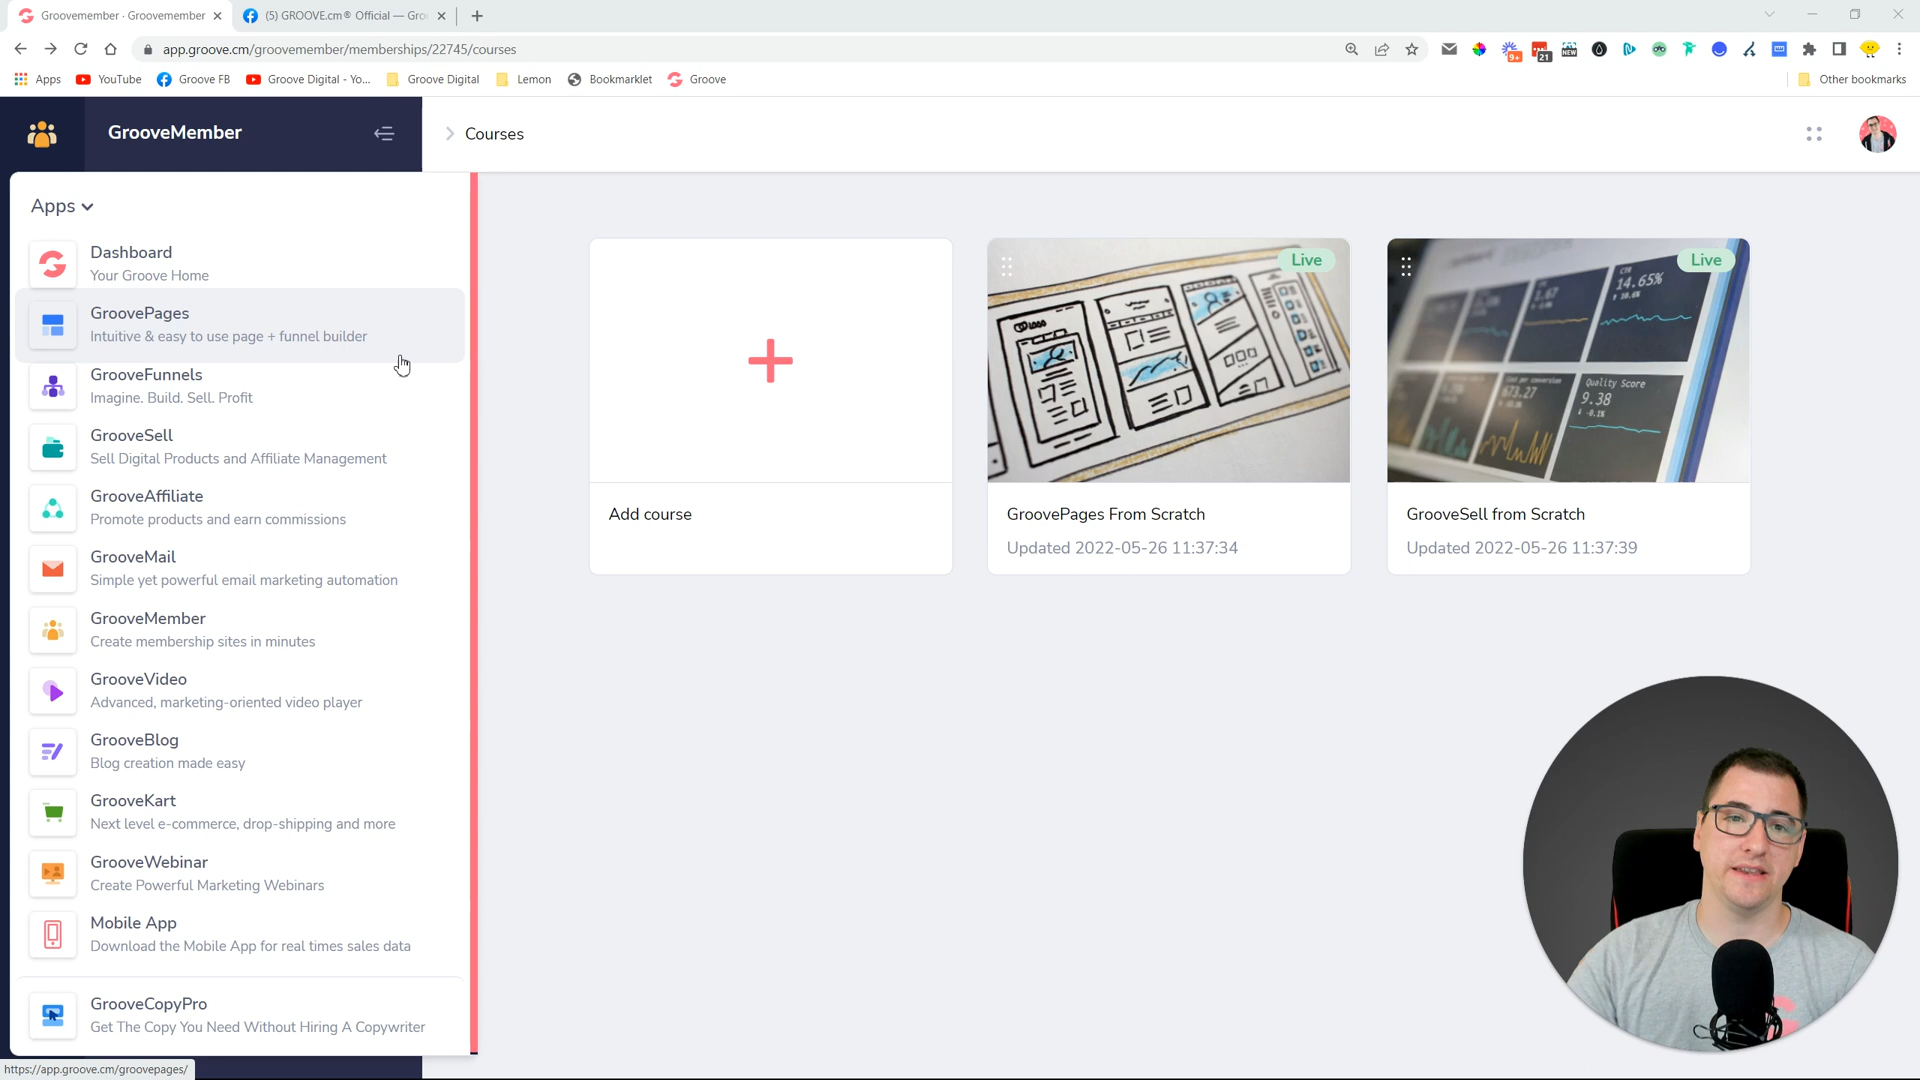 Groovemember · Groovemember
(5) GROOVE.cm® Official — Gro
app.groove.cm/groovemember/memberships/22745/courses
9+
21
NEW
Apps
YouTube
Groove FB
Groove Digital - Yo...
Groove Digital
Lemon
Bookmarklet
Groove
Other bookmarks
GrooveMember
Courses
Apps
Dashboard
Your Groove Home
GroovePages
Intuitive & easy to use page + funnel builder
GrooveFunnels
Imagine. Build. Sell. Profit
GrooveSell
Sell Digital Products and Affiliate Management
GrooveAffiliate
Promote products and earn commissions
GrooveMail
Simple yet powerful email marketing automation
GrooveMember
Create membership sites in minutes
GrooveVideo
Advanced, marketing-oriented video player
GrooveBlog
Blog creation made easy
GrooveKart
Next level e-commerce, drop-shipping and more
GrooveWebinar
Create Powerful Marketing Webinars
Mobile App
Download the Mobile App for real times sales data
GrooveCopyPro
Get The Copy You Need Without Hiring A Copywriter
Add course
Live
GroovePages From Scratch
Updated 2022-05-26 11:37:34
Live
CTR
14.65%
Quality Score
9.38
673.27
GrooveSell from Scratch
Updated 2022-05-26 11:37:39
https://app.groove.cm/groovepages/